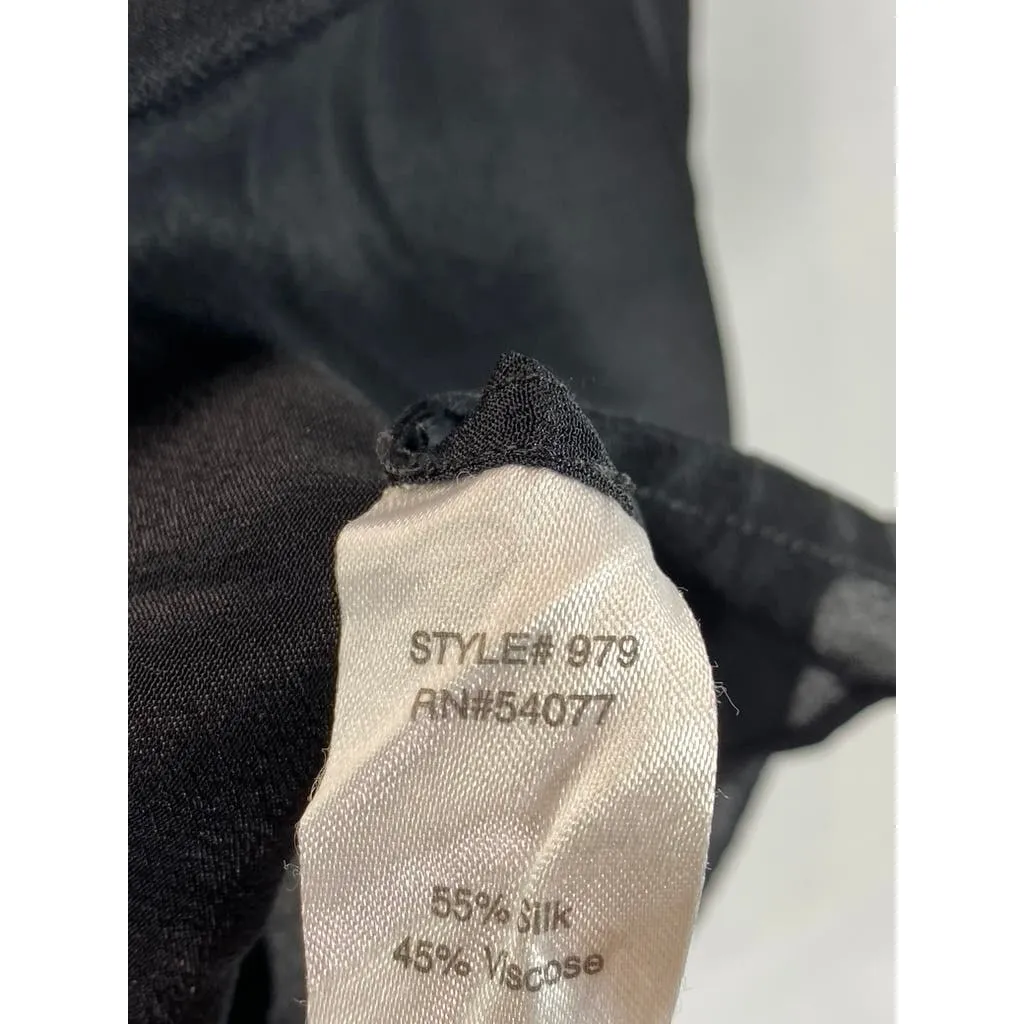 STYLE# 979
RN#54077
55% Silk
45% Viscose